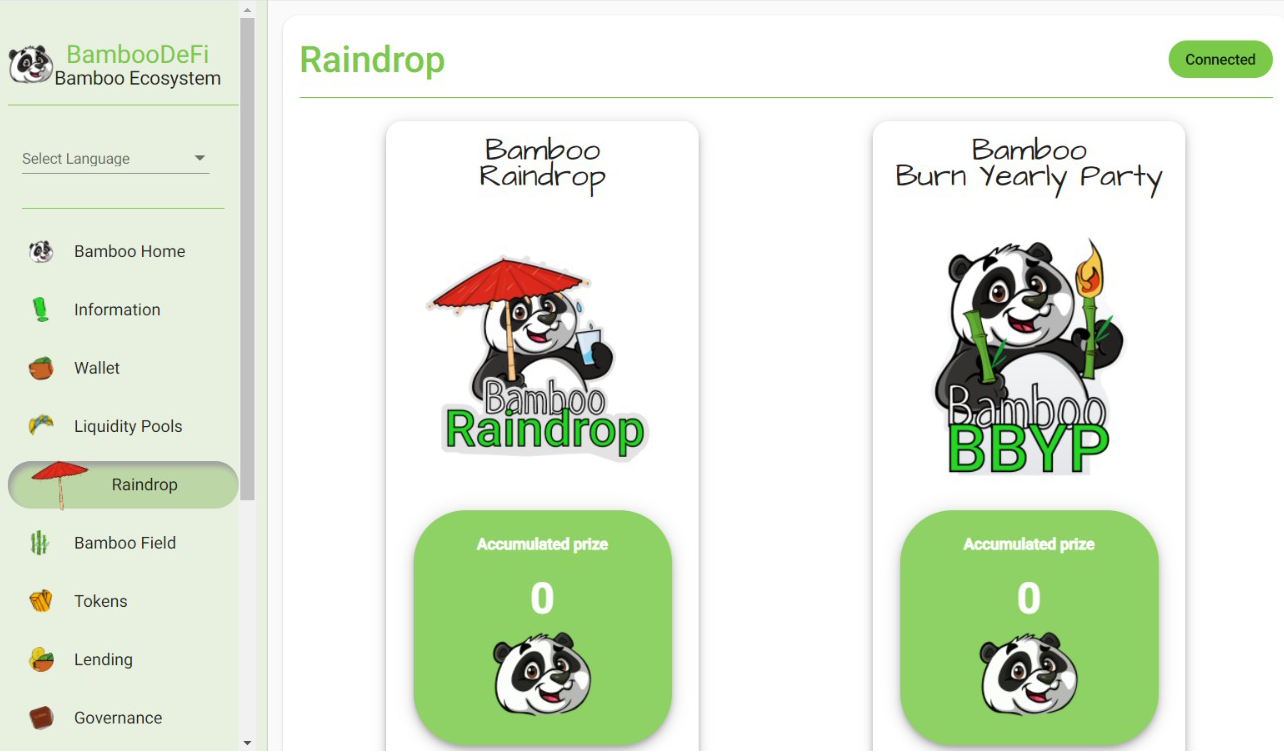 BambooDeFi
Bamboo Ecosystem
Select Language
Bamboo Home
Information
Wallet
Liquidity Pools
Raindrop
Bamboo Field
Tokens
Lending
Governance
Raindrop
Connected
Bamboo
Raindrop
Bamboo
Raindrop
Accumulated prize
0
Bamboo
Burn Yearly Party
Bamboo
BBYP
Accumulated prize
0